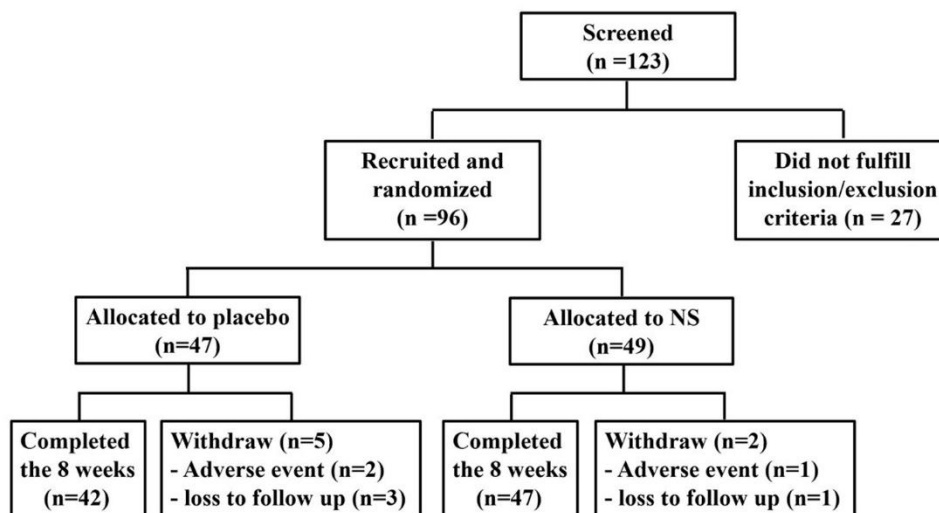 Screened
(n =123)
Recruited and
randomized
(n =96)
Did not fulfill
inclusion/exclusion
criteria (n = 27)
Allocated to placebo
(n=47)
Allocated to NS
(n=49)
Completed
the 8 weeks
(n=42)
Withdraw (n=5)
- Adverse event (n=2)
- loss to follow up (n=3)
Completed
the 8 weeks
(n=47)
Withdraw (n=2)
- Adverse event (n=1)
- loss to follow up (n=1)